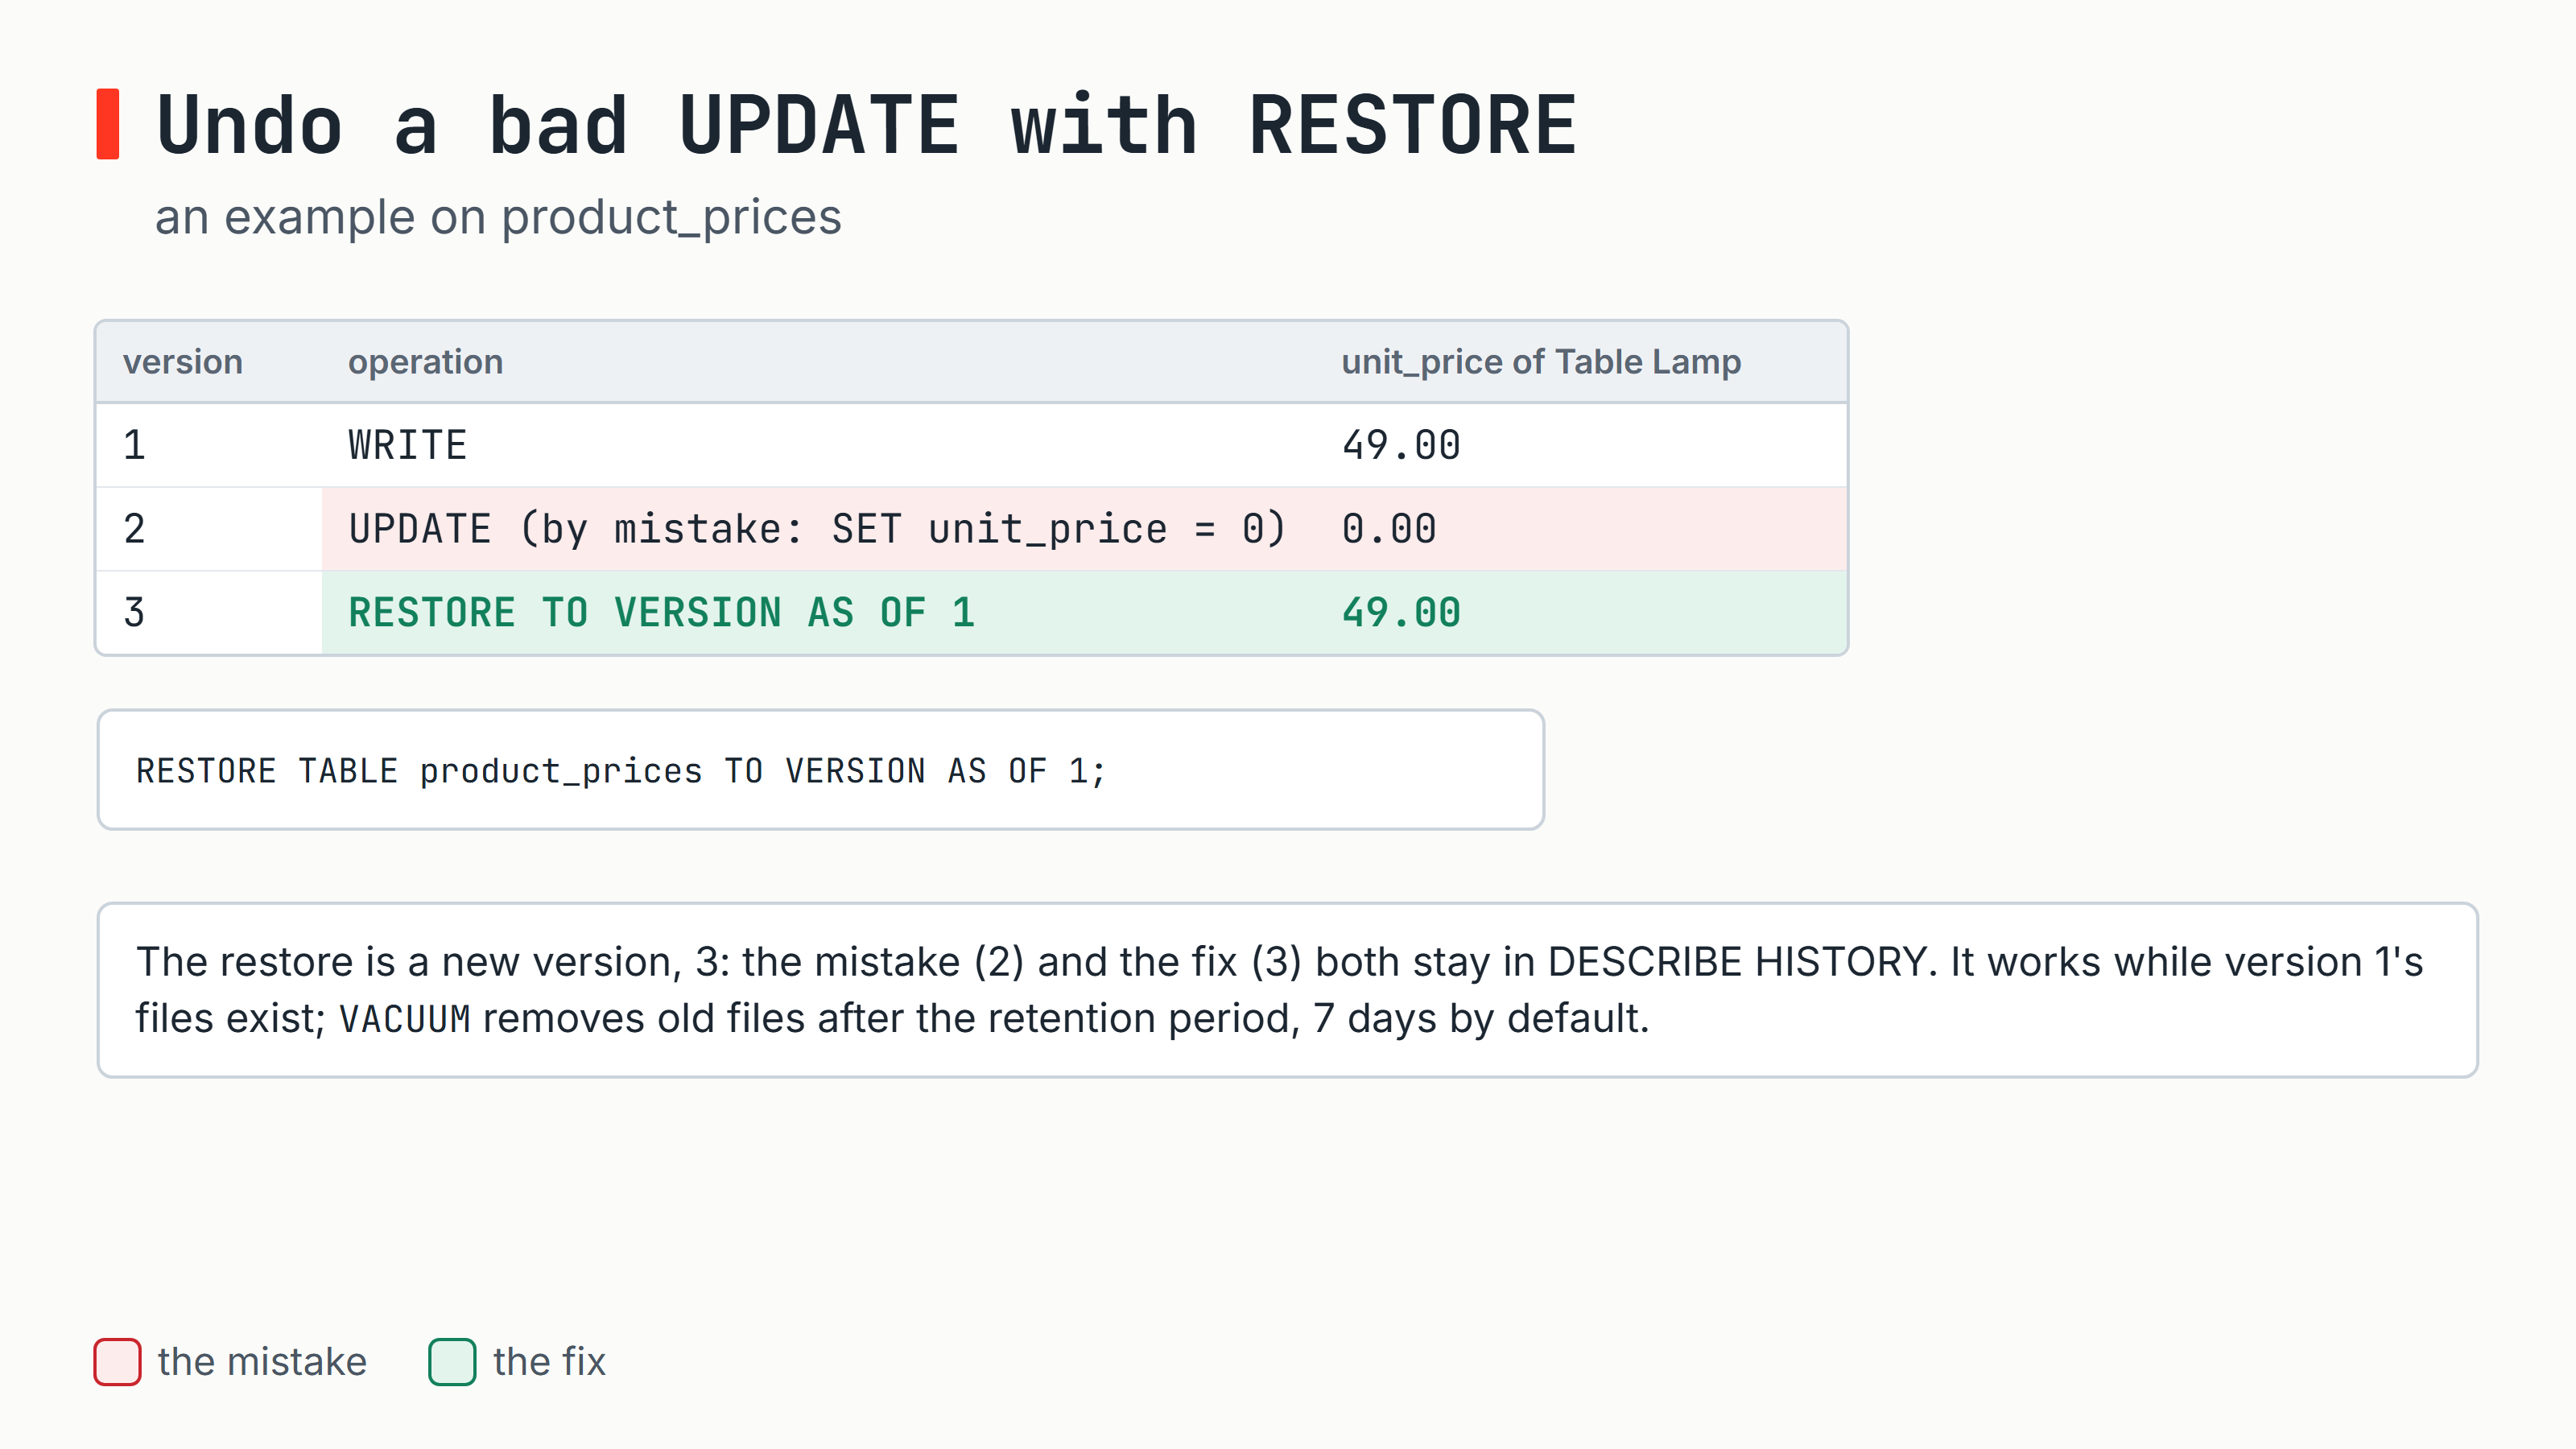 Undo a bad UPDATE with RESTORE
an example on product_prices
version operation unit_price of Table Lamp
1 WRITE 49.00
2 UPDATE (by mistake: SET unit_price = 0) 0.00
3 RESTORE TO VERSION AS OF 1 49.00
RESTORE TABLE product_prices TO VERSION AS OF 1;
The restore is a new version, 3: the mistake (2) and the fix (3) both stay in DESCRIBE HISTORY. It works while version 1's
files exist; VACUUM removes old files after the retention period, 7 days by default.
the mistake the fix